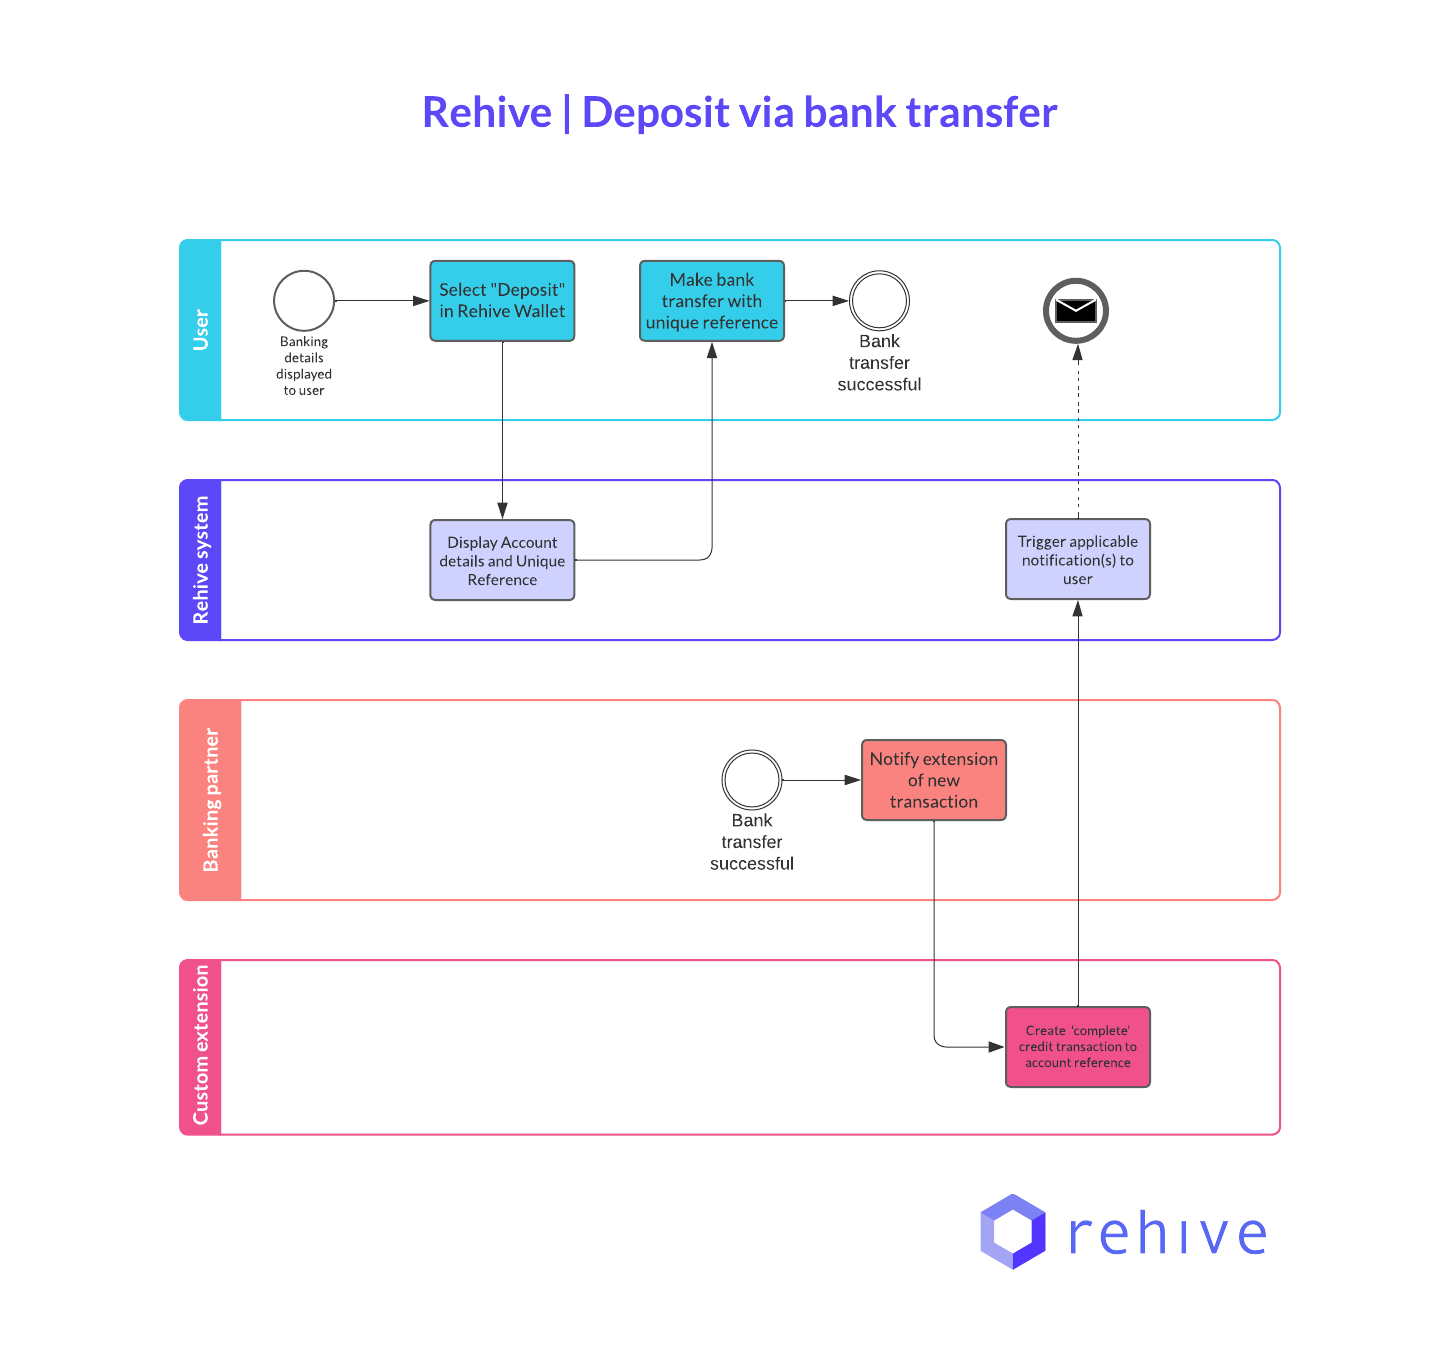 Rehive | Deposit via bank transfer
User
Banking
details
displayed
to user
Select "Deposit"
in Rehive Wallet
Make bank
transfer with
unique reference
Bank
transfer
successful
Rehive system
Display Account
details and Unique
Reference
Trigger applicable
notification(s) to
user
Banking partner
Bank
transfer
successful
Notify extension
of new
transaction
Custom extension
Create 'complete'
credit transaction to
account reference
rehive